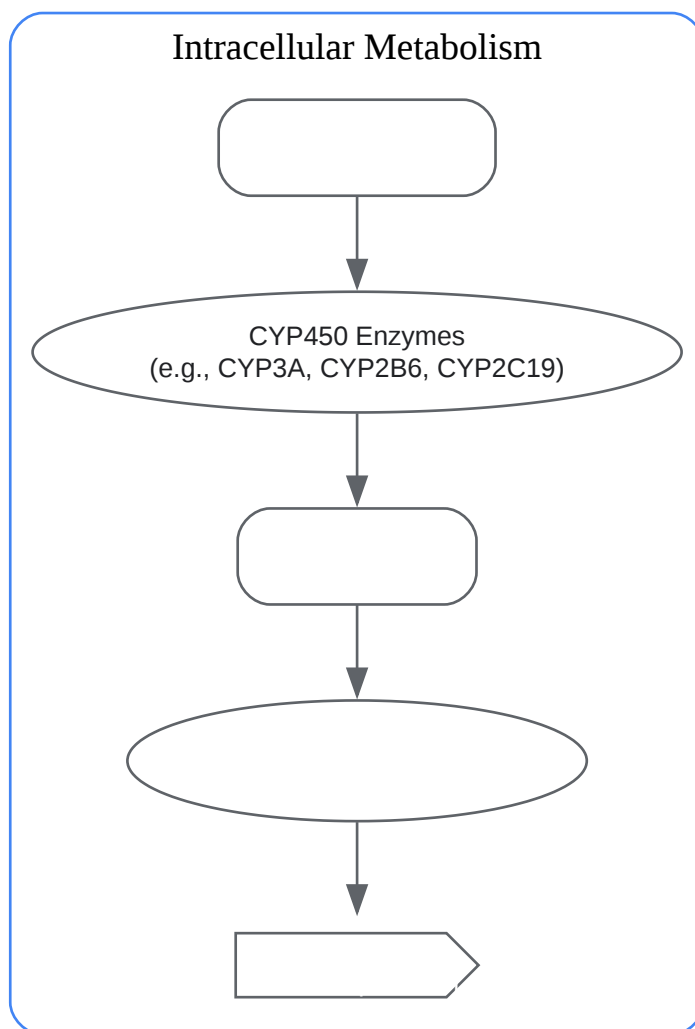 Intracellular Metabolism
CYP450 Enzymes
(e.g., CYP3A, CYP2B6, CYP2C19)